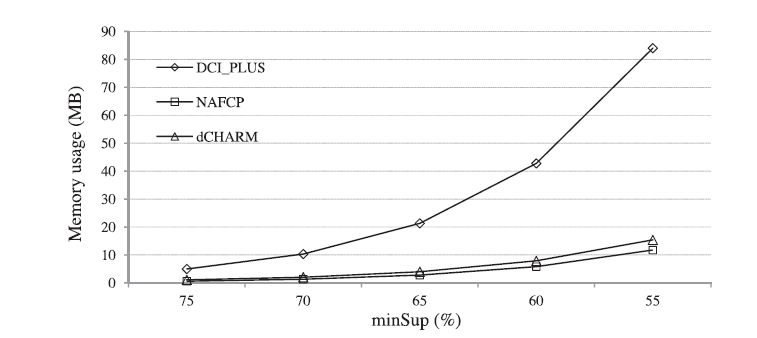 90
80
70
60
50
40
30
20
10
0
Memory usage (MB)
DCI_PLUS
NAFCP
dCHARM
75 70 65 60 55
minSup (%)